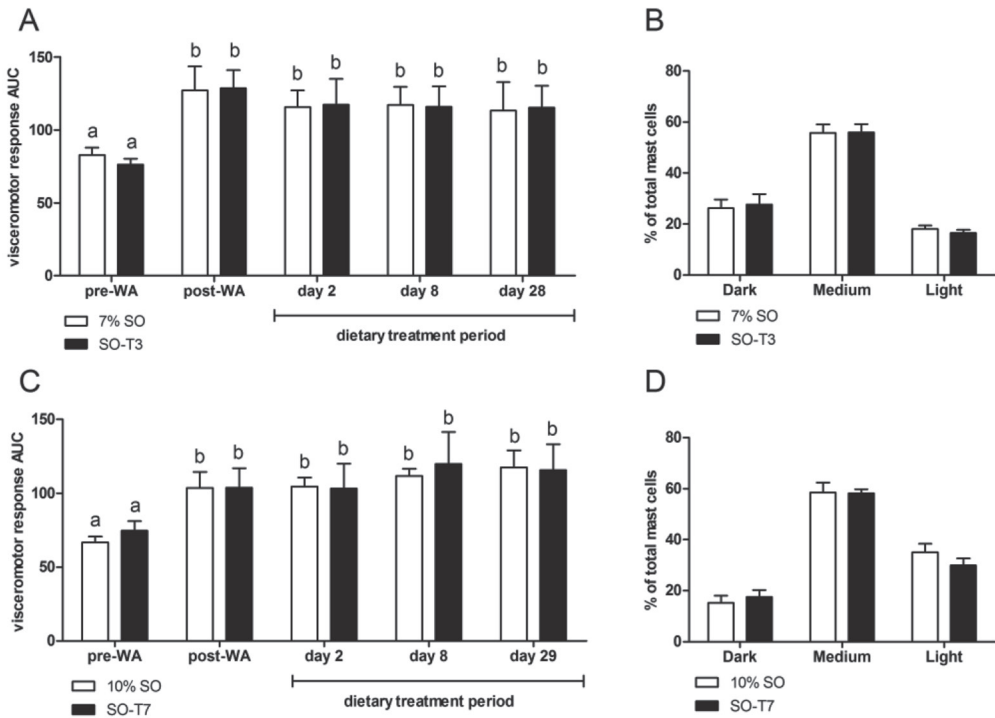 A
visceromotor response AUC
150
100
50
0
a a b b b b b b b b
pre-WA post-WA day 2 day 8 day 28
7% SO
SO-T3
dietary treatment period
B
% of total mast cells
80
60
40
20
0
Dark Medium Light
7% SO
SO-T3
C
visceromotor response AUC
150
100
50
0
a a b b b b b b b b
pre-WA post-WA day 2 day 8 day 29
10% SO
SO-T7
dietary treatment period
D
% of total mast cells
80
60
40
20
0
Dark Medium Light
10% SO
SO-T7